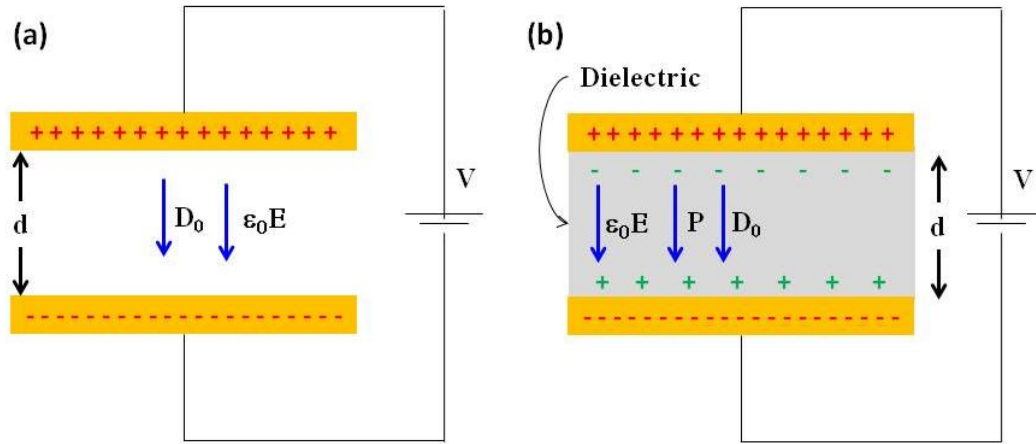 (a)
+ + + + + + + + + + + + + + +
d
D₀ ε₀E
V
- - - - - - - - - - - - - - - - - -
(b)
Dielectric
+ + + + + + + + + + + + + + +
- - - - - - - -
ε₀E P D₀
d
V
+ + + + + + +
- - - - - - - - - - - - - - - - - -